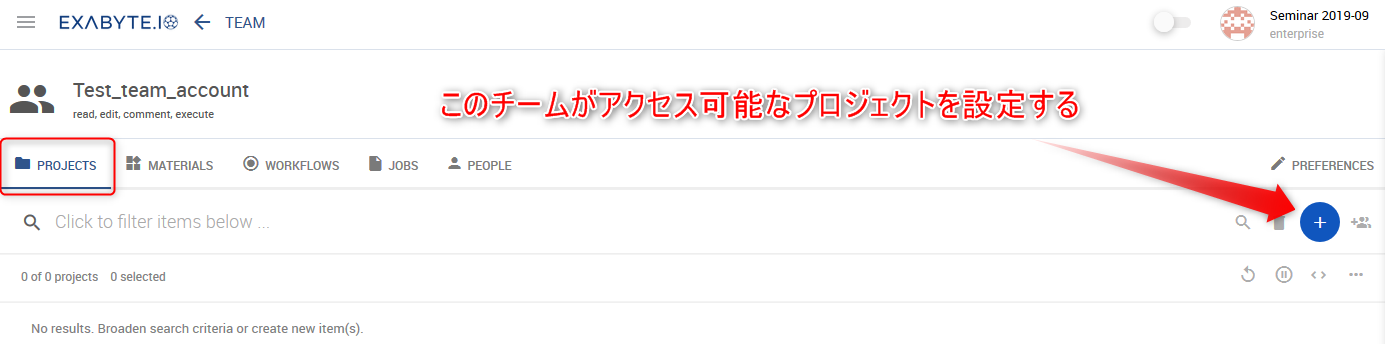 EXABYTE.IO
TEAM
Seminar 2019-09
enterprise
Test_team_account
read, edit, comment, execute
このチームがアクセス可能なプロジェクトを設定する
PROJECTS MATERIALS WORKFLOWS JOBS PEOPLE PREFERENCES
Click to filter items below ...
0 of 0 projects 0 selected
No results. Broaden search criteria or create new item(s).